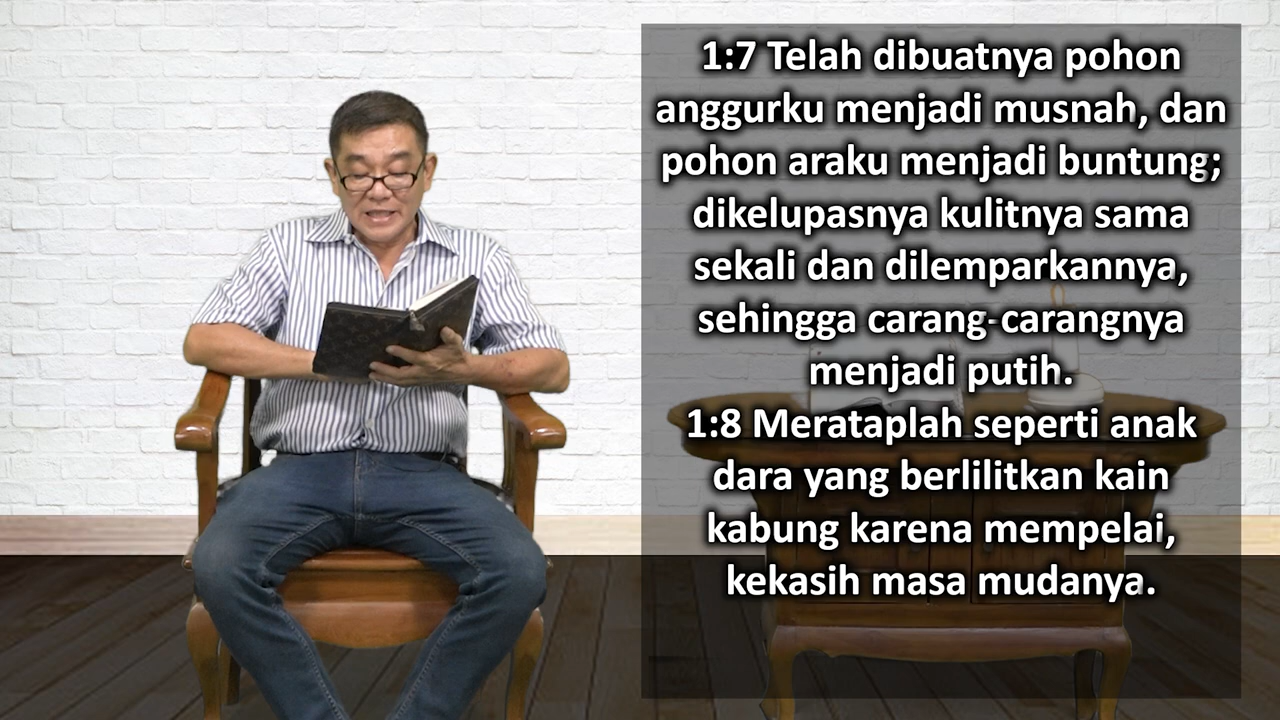 1:7 Telah dibuatnya pohon
anggurku menjadi musnah, dan
pohon araku menjadi buntung;
dikelupasnya kulitnya sama
sekali dan dilemparkannya,
sehingga carang-carangnya
menjadi putih.
1:8 Merataplah seperti anak
dara yang berlilitkan kain
kabung karena mempelai,
kekasih masa mudanya.